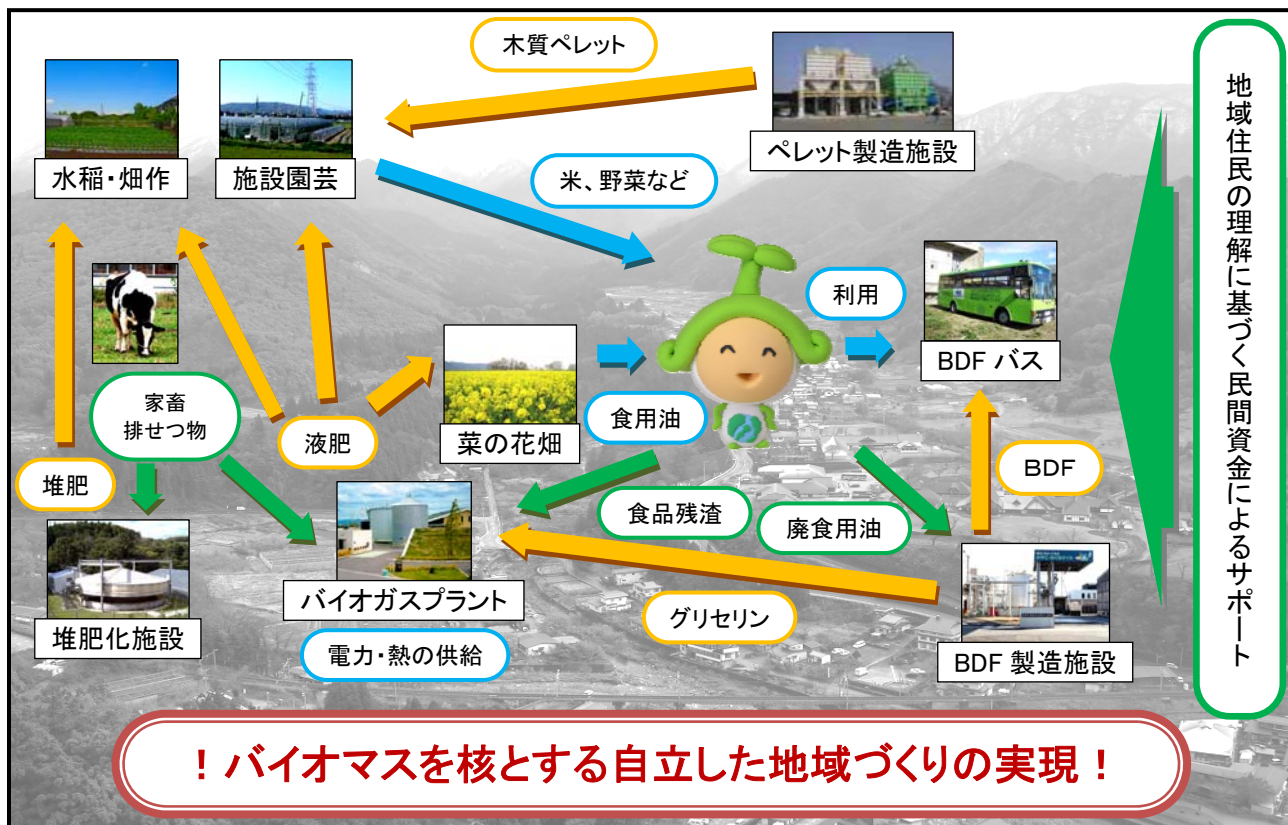 木質ペレット
水稲・畑作
施設園芸
ペレット製造施設
米、野菜など
利用
BDF バス
家畜
排せつ物
液肥
菜の花畑
食用油
堆肥
食品残渣
廃食用油
BDF
堆肥化施設
バイオガスプラント
電力・熱の供給
グリセリン
BDF 製造施設
地域住民の理解に基づく民間資金によるサポート
！バイオマスを核とする自立した地域づくりの実現！